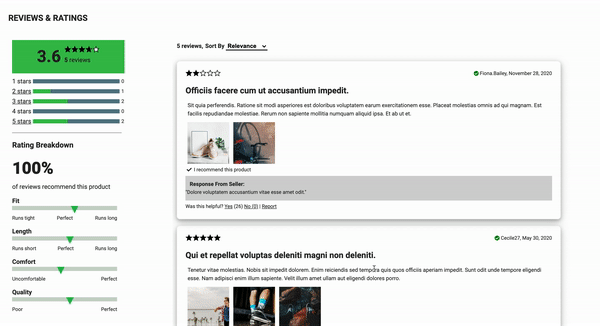 REVIEWS & RATINGS
3.6
5 reviews
1 stars 0
2 stars 1
3 stars 2
4 stars 0
5 stars 2
Rating Breakdown
100%
of reviews recommend this product
Fit
Runs tight Perfect Runs long
Length
Runs short Perfect Runs long
Comfort
Uncomfortable Perfect
Quality
Poor Perfect
5 reviews, Sort By Relevance
Fiona.Bailey, November 28, 2020
Officiis facere cum ut accusantium impedit.
Sit quia perferendis. Ratione sit modi asperiores est doloribus voluptatem earum exercitationem esse. Placeat molestias omnis ad qui magnam. Est
facilis repudiandae molestiae. Rerum non sapiente mollitia numquam aliquid ipsa. Et ab ut et.
I recommend this product
Response From Seller:
"Dolore voluptatem accusantium vitae esse amet odit."
Was this helpful? Yes (26) No (0) | Report
Cecile27, May 30, 2020
Qui et repellat voluptas deleniti magni non deleniti.
Tenetur vitae molestias. Nobis sit impedit dolorem. Enim reiciendis sed tempora quis quos officiis aperiam impedit. Sunt odit unde tempore eligendi
esse. Nam adipisci enim illum sapiente. Velit illum amet ullam aut eligendi dolores porro.